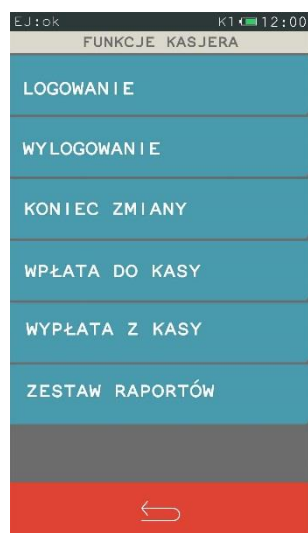 EJ:ok K1 12:00
FUNKCJE KASJERA
LOGOWANIE
WYLOGOWANIE
KONIEC ZMIANY
WPŁATA DO KASY
WYPŁATA Z KASY
ZESTAW RAPORTÓW